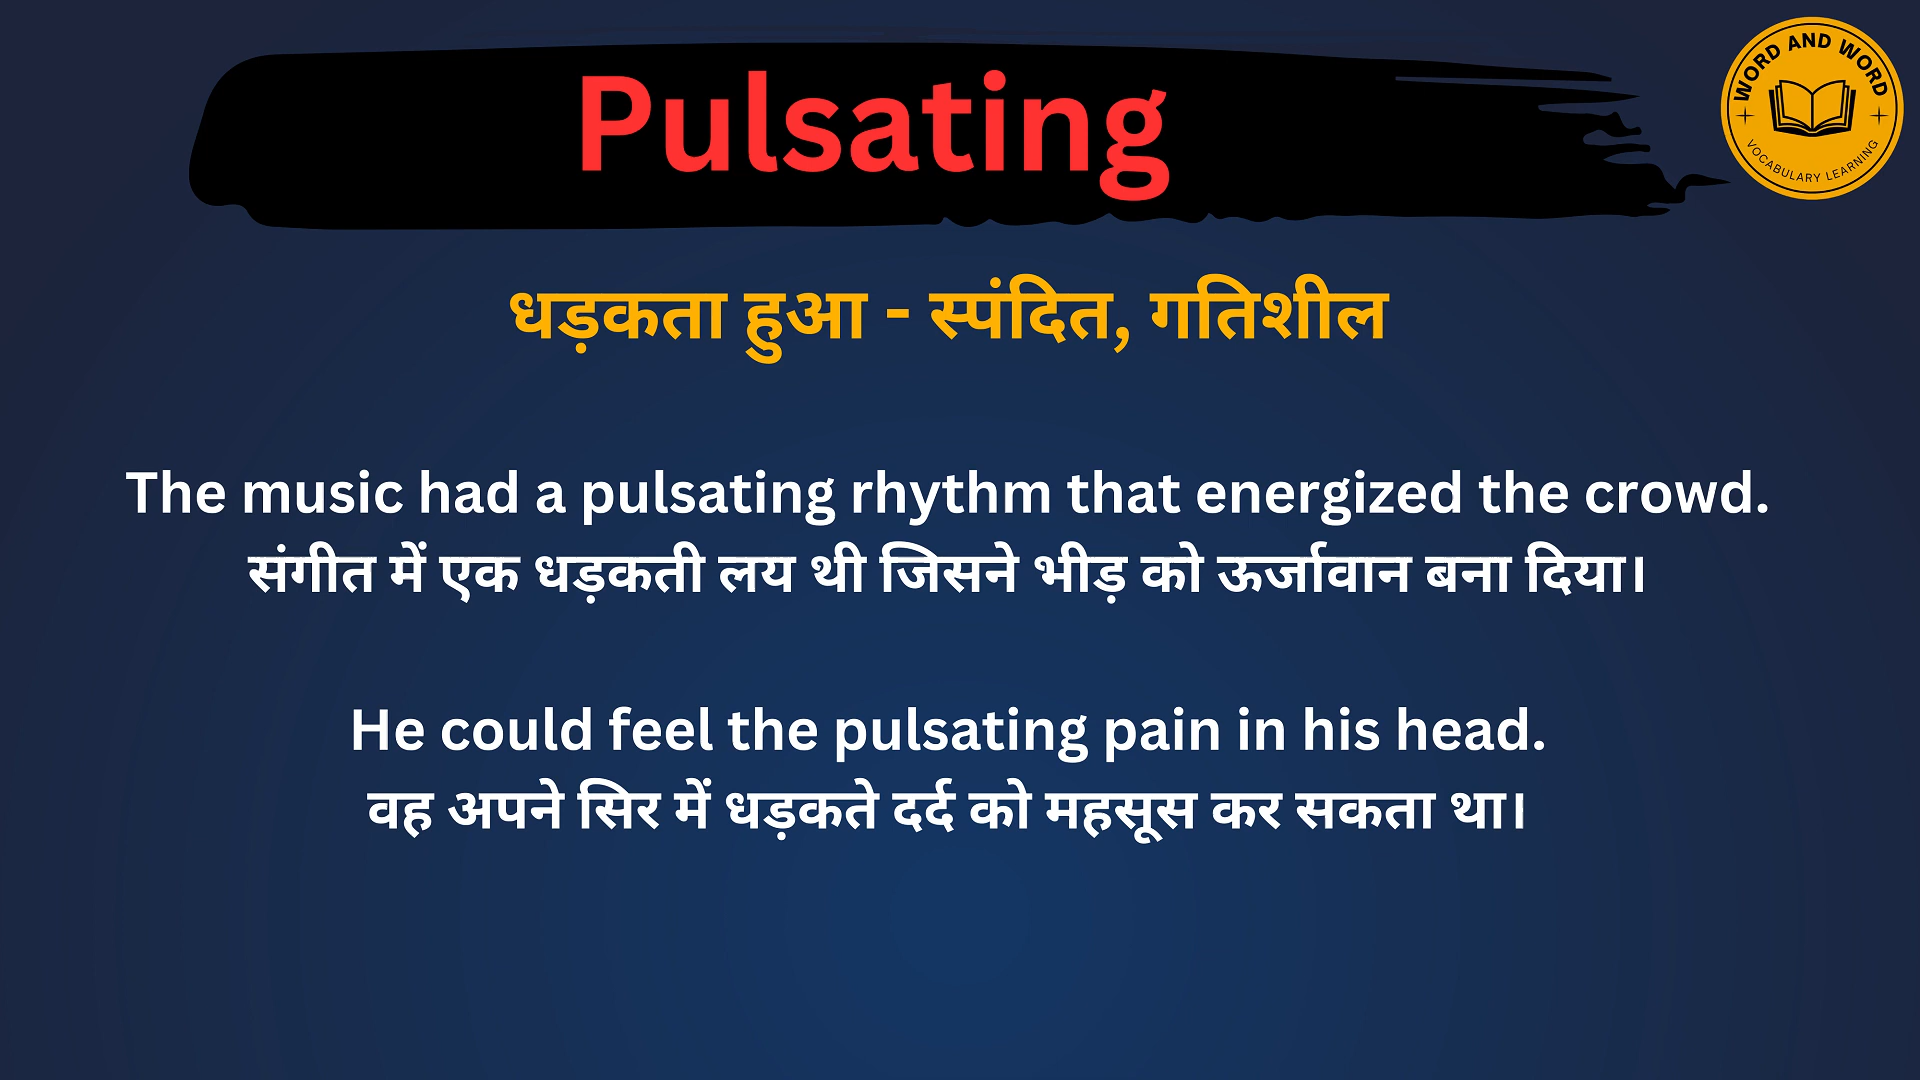 Pulsating
WORD AND WORD
VOCABULARY LEARNING
धड़कता हुआ - स्पंदित, गतिशील
The music had a pulsating rhythm that energized the crowd.
संगीत में एक धड़कती लय थी जिसने भीड़ को ऊर्जावान बना दिया।
He could feel the pulsating pain in his head.
वह अपने सिर में धड़कते दर्द को महसूस कर सकता था।